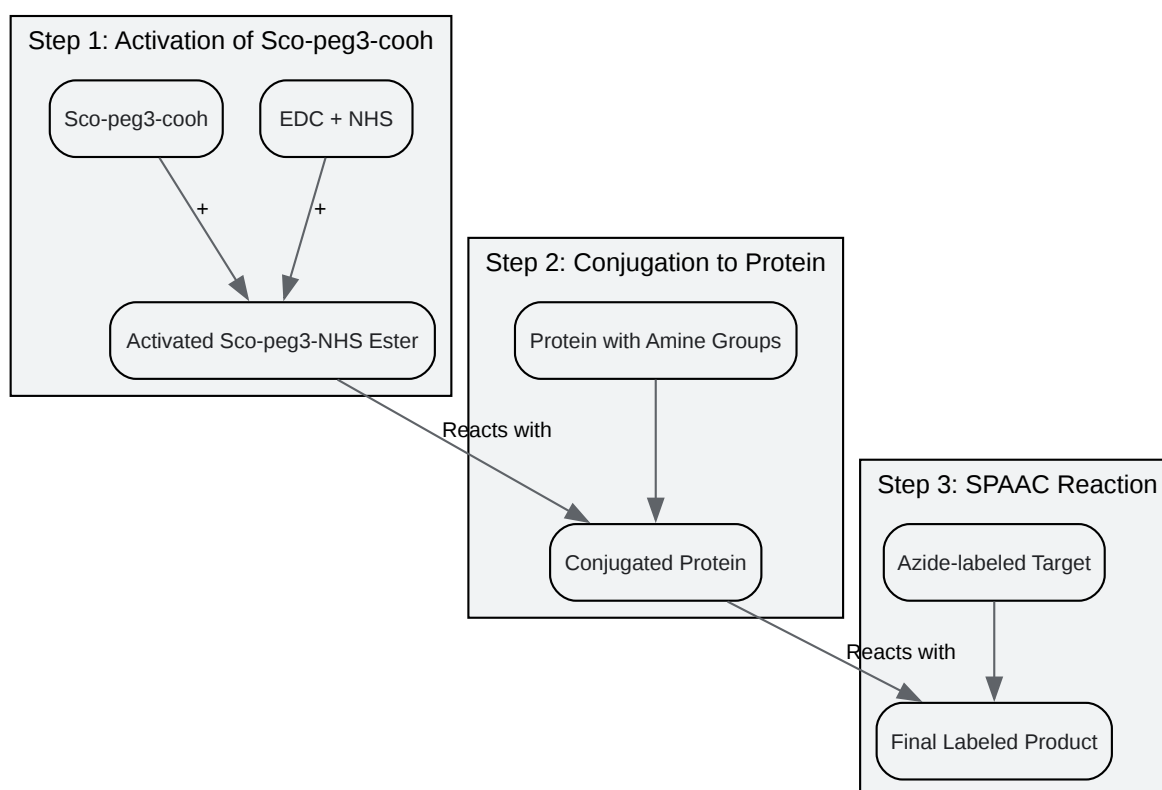 Step 1: Activation of Sco-peg3-cooh
Sco-peg3-cooh
EDC + NHS
+
+
Activated Sco-peg3-NHS Ester
Reacts with
Step 2: Conjugation to Protein
Protein with Amine Groups
Conjugated Protein
Reacts with
Step 3: SPAAC Reaction
Azide-labeled Target
Final Labeled Product